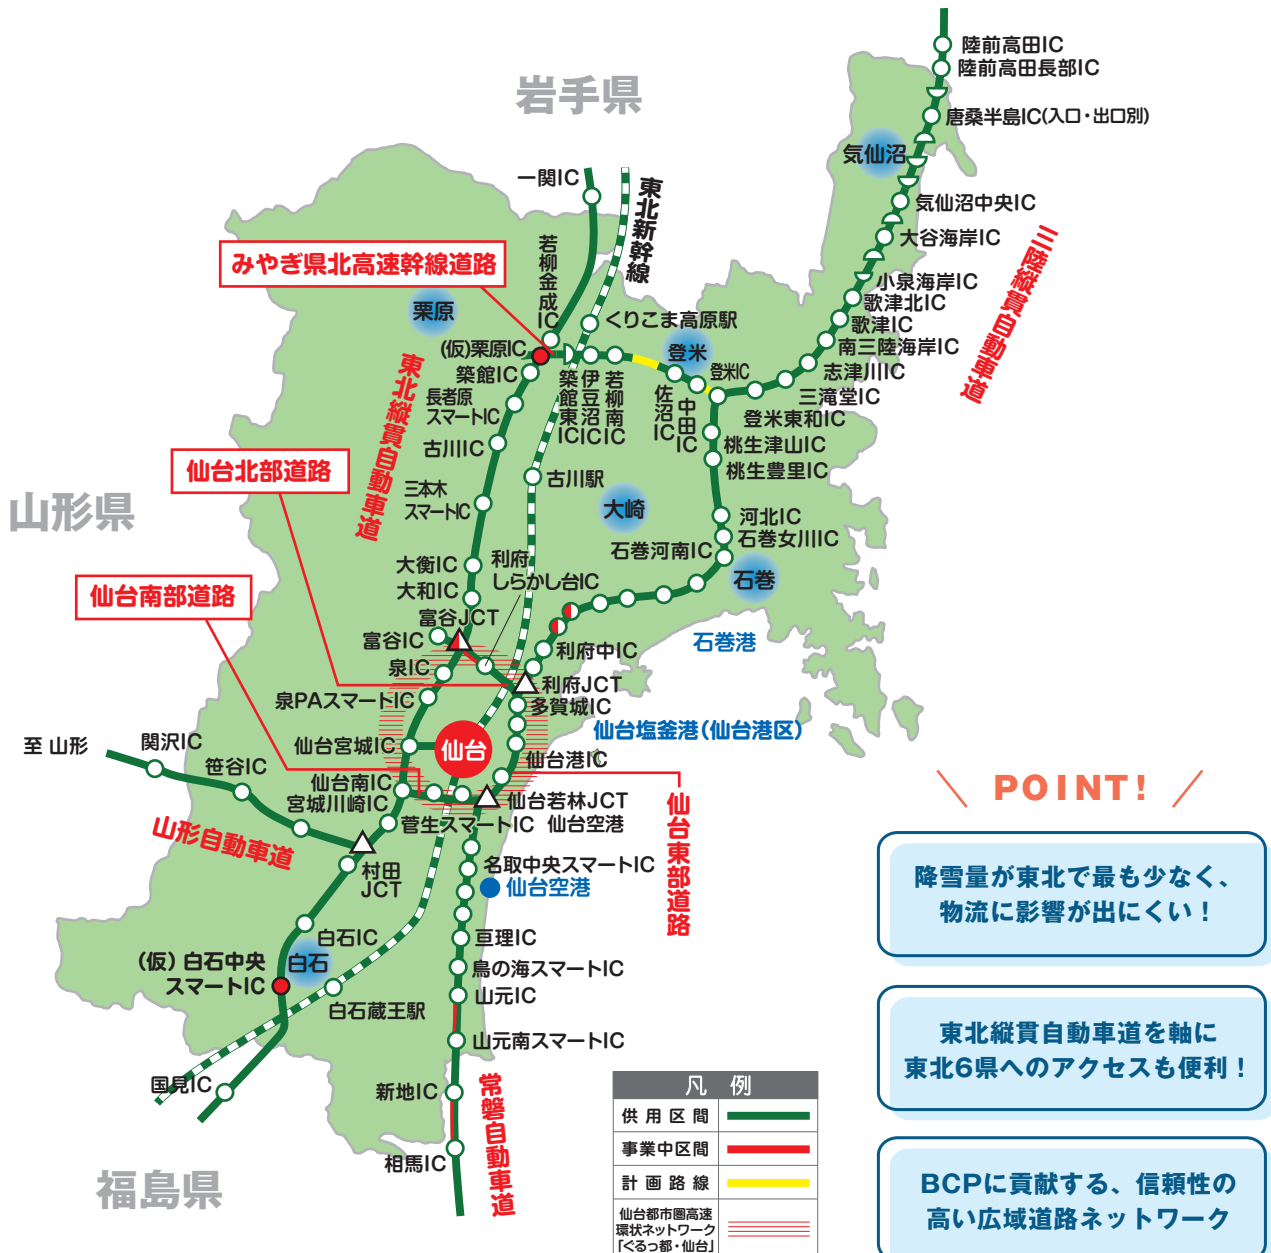 岩手県
山形県
福島県
陸前高田IC
陸前高田長部IC
唐桑半島IC(入口・出口別)
気仙沼
気仙沼中央IC
大谷海岸IC
小泉海岸IC
歌津北IC
歌津IC
南三陸海岸IC
志津川IC
三滝堂IC
登米東和IC
桃生津山IC
桃生豊里IC
河北IC
石巻女川IC
石巻河南IC
石巻
石巻港
三陸縦貫自動車道
一関IC
東北新幹線
若柳金成IC
みやぎ県北高速幹線道路
栗原
くりこま高原駅
(仮)栗原IC
登米
登米IC
築館IC
築館東IC
伊豆沼IC
若柳南IC
佐沼IC
中田IC
長者原
スマートIC
東北縦貫自動車道
古川IC
古川駅
仙台北部道路
三本木
スマートIC
大崎
大衡IC
利府
しらかし台IC
大和IC
仙台南部道路
富谷JCT
富谷IC
泉IC
利府中IC
利府JCT
泉PAスマートIC
多賀城IC
仙台塩釜港(仙台港区)
仙台宮城IC
仙台
仙台港IC
至 山形
関沢IC
笹谷IC
仙台南IC
宮城川崎IC
仙台若林JCT
菅生スマートIC
仙台空港
山形自動車道
仙台東部道路
村田
JCT
名取中央スマートIC
仙台空港
白石IC
白石
(仮)白石中央
スマートIC
亘理IC
鳥の海スマートIC
山元IC
白石蔵王駅
山元南スマートIC
国見IC
新地IC
相馬IC
常磐自動車道
凡 例
供用区間
事業中区間
計画路線
仙台都市圏高速
環状ネットワーク
「ぐるっ都・仙台」
POINT!
降雪量が東北で最も少なく、
物流に影響が出にくい！
東北縦貫自動車道を軸に
東北6県へのアクセスも便利！
BCPに貢献する、信頼性の
高い広域道路ネットワーク